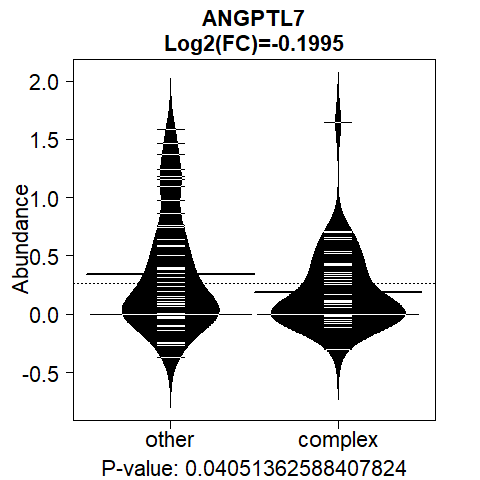 ANGPTL7
Log2(FC)=-0.1995
Abundance
2.0
1.5
1.0
0.5
0.0
-0.5
other complex
P-value: 0.04051362588407824